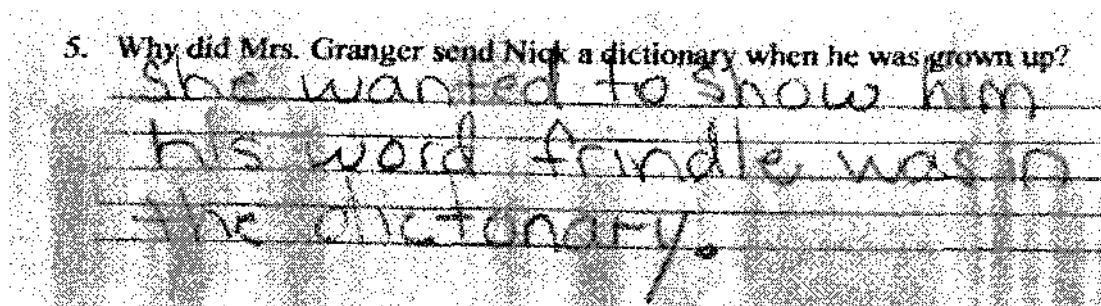 5. Why did Mrs. Granger send Nick a dictionary when he was grown up?
She wanted to show him
his word frindle was in
the dictonary.